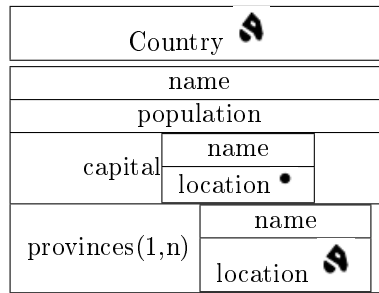 Country
name
population
capital
name
location
provinces(1,n)
name
location